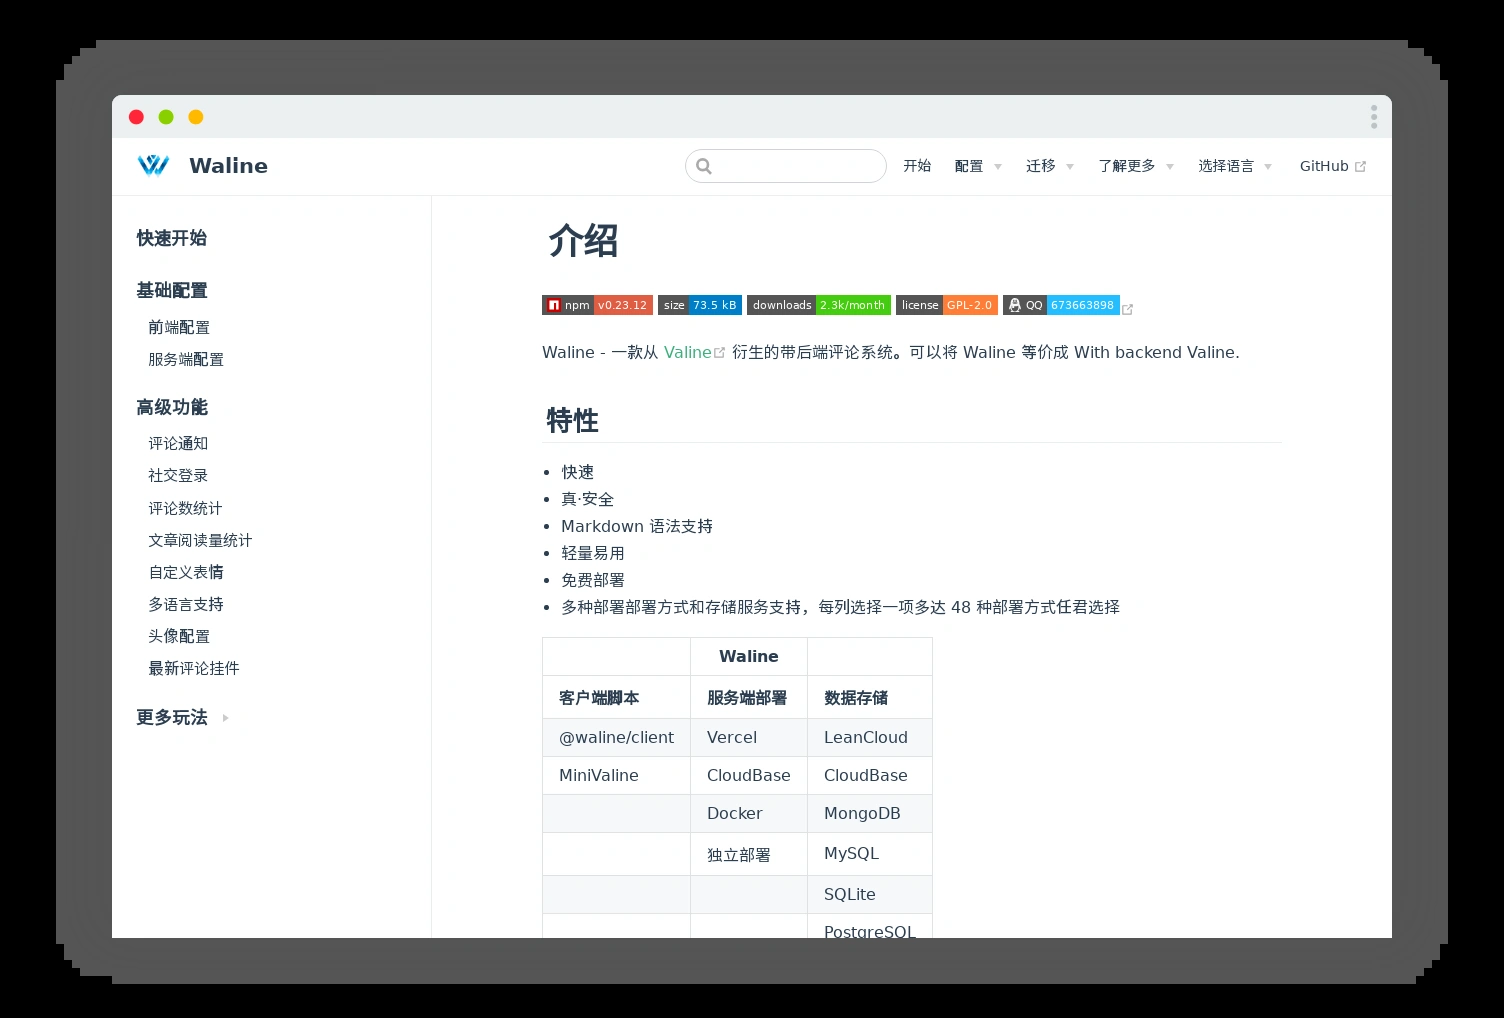 Waline
开始 配置 迁移 了解更多 选择语言 GitHub
快速开始
基础配置
前端配置
服务端配置
高级功能
评论通知
社交登录
评论数统计
文章阅读量统计
自定义表情
多语言支持
头像配置
最新评论挂件
更多玩法
介绍
npm v0.23.12 size 73.5 kB downloads 2.3k/month license GPL-2.0 QQ 673663898
Waline - 一款从 Valine 衍生的带后端评论系统。可以将 Waline 等价成 With backend Valine.
特性
快速
真·安全
Markdown 语法支持
轻量易用
免费部署
多种部署部署方式和存储服务支持，每列选择一项多达 48 种部署方式任君选择
Waline
客户端脚本 服务端部署 数据存储
@waline/client Vercel LeanCloud
MiniValine CloudBase CloudBase
Docker MongoDB
独立部署 MySQL
SQLite
PostgreSQL